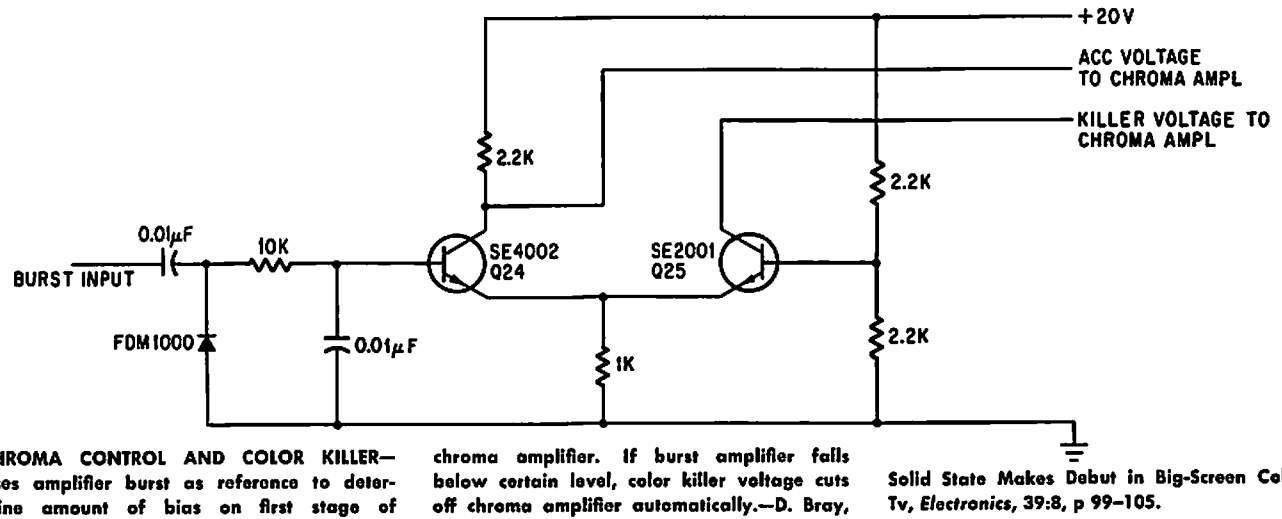 +20V
ACC VOLTAGE
TO CHROMA AMPL
KILLER VOLTAGE TO
CHROMA AMPL
2.2K
2.2K
0.01μF
10K
SE4002
Q24
SE2001
Q25
BURST INPUT
FDM1000
0.01μF
1K
2.2K
HROMA CONTROL AND COLOR KILLER—
es amplifier burst as reference to deter-
ine amount of bias on first stage of
chroma amplifier. If burst amplifier falls
below certain level, color killer voltage cuts
off chroma amplifier automatically.—D. Bray,
Solid State Makes Debut in Big-Screen Col
Tv, Electronics, 39:8, p 99–105.